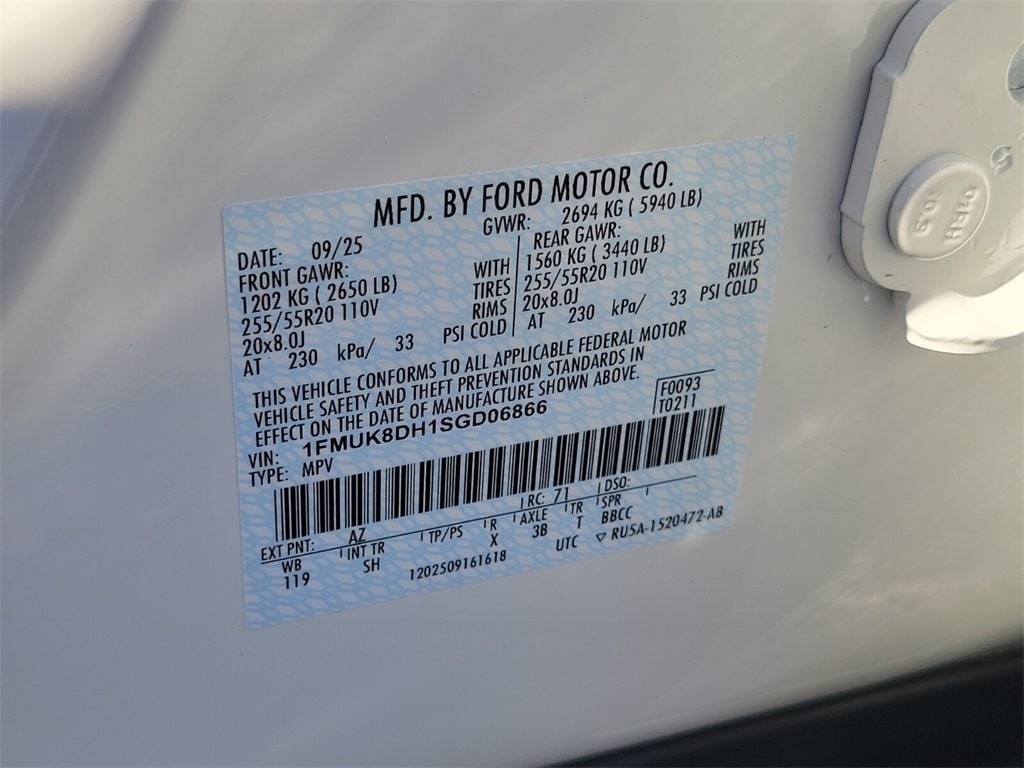 MFD. BY FORD MOTOR CO.
DATE: 09/25
GVWR: 2694 KG ( 5940 LB)
FRONT GAWR:
1202 KG ( 2650 LB) WITH
255/55R20 110V TIRES
20x8.0J RIMS
AT 230 kPa/ 33 PSI COLD
REAR GAWR:
1560 KG ( 3440 LB) WITH
255/55R20 110V TIRES
20x8.0J RIMS
AT 230 kPa/ 33 PSI COLD
THIS VEHICLE CONFORMS TO ALL APPLICABLE FEDERAL MOTOR
VEHICLE SAFETY AND THEFT PREVENTION STANDARDS IN
EFFECT ON THE DATE OF MANUFACTURE SHOWN ABOVE.
VIN: 1FMUK8DH1SGD06866
TYPE: MPV
F0093
T0211
EXT PNT: AZ RC: 71 DSO:
WB INT TR TP/PS R AXLE TR SPR
119 SH X 3B T BBCC
1202509161618 UTC ▽ RU5A-1520472-AB